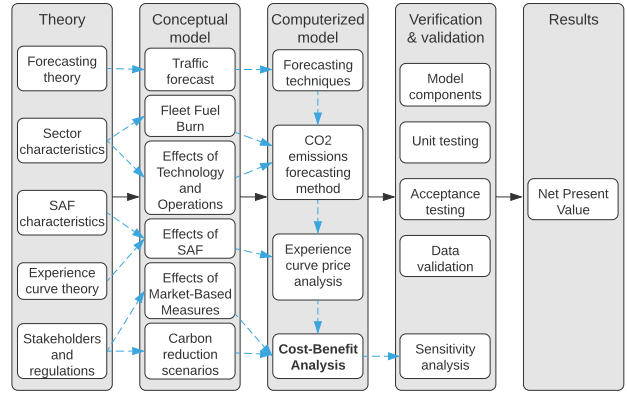 Theory
Forecasting
theory
Sector
characteristics
SAF
characteristics
Experience
curve theory
Stakeholders
and
regulations
Conceptual
model
Traffic
forecast
Fleet Fuel
Burn
Effects of
Technology
and
Operations
Effects of
SAF
Effects of
Market-Based
Measures
Carbon
reduction
scenarios
Computerized
model
Forecasting
techniques
CO2
emissions
forecasting
method
Experience
curve price
analysis
Cost-Benefit
Analysis
Verification
& validation
Model
components
Unit testing
Acceptance
testing
Data
validation
Sensitivity
analysis
Results
Net Present
Value